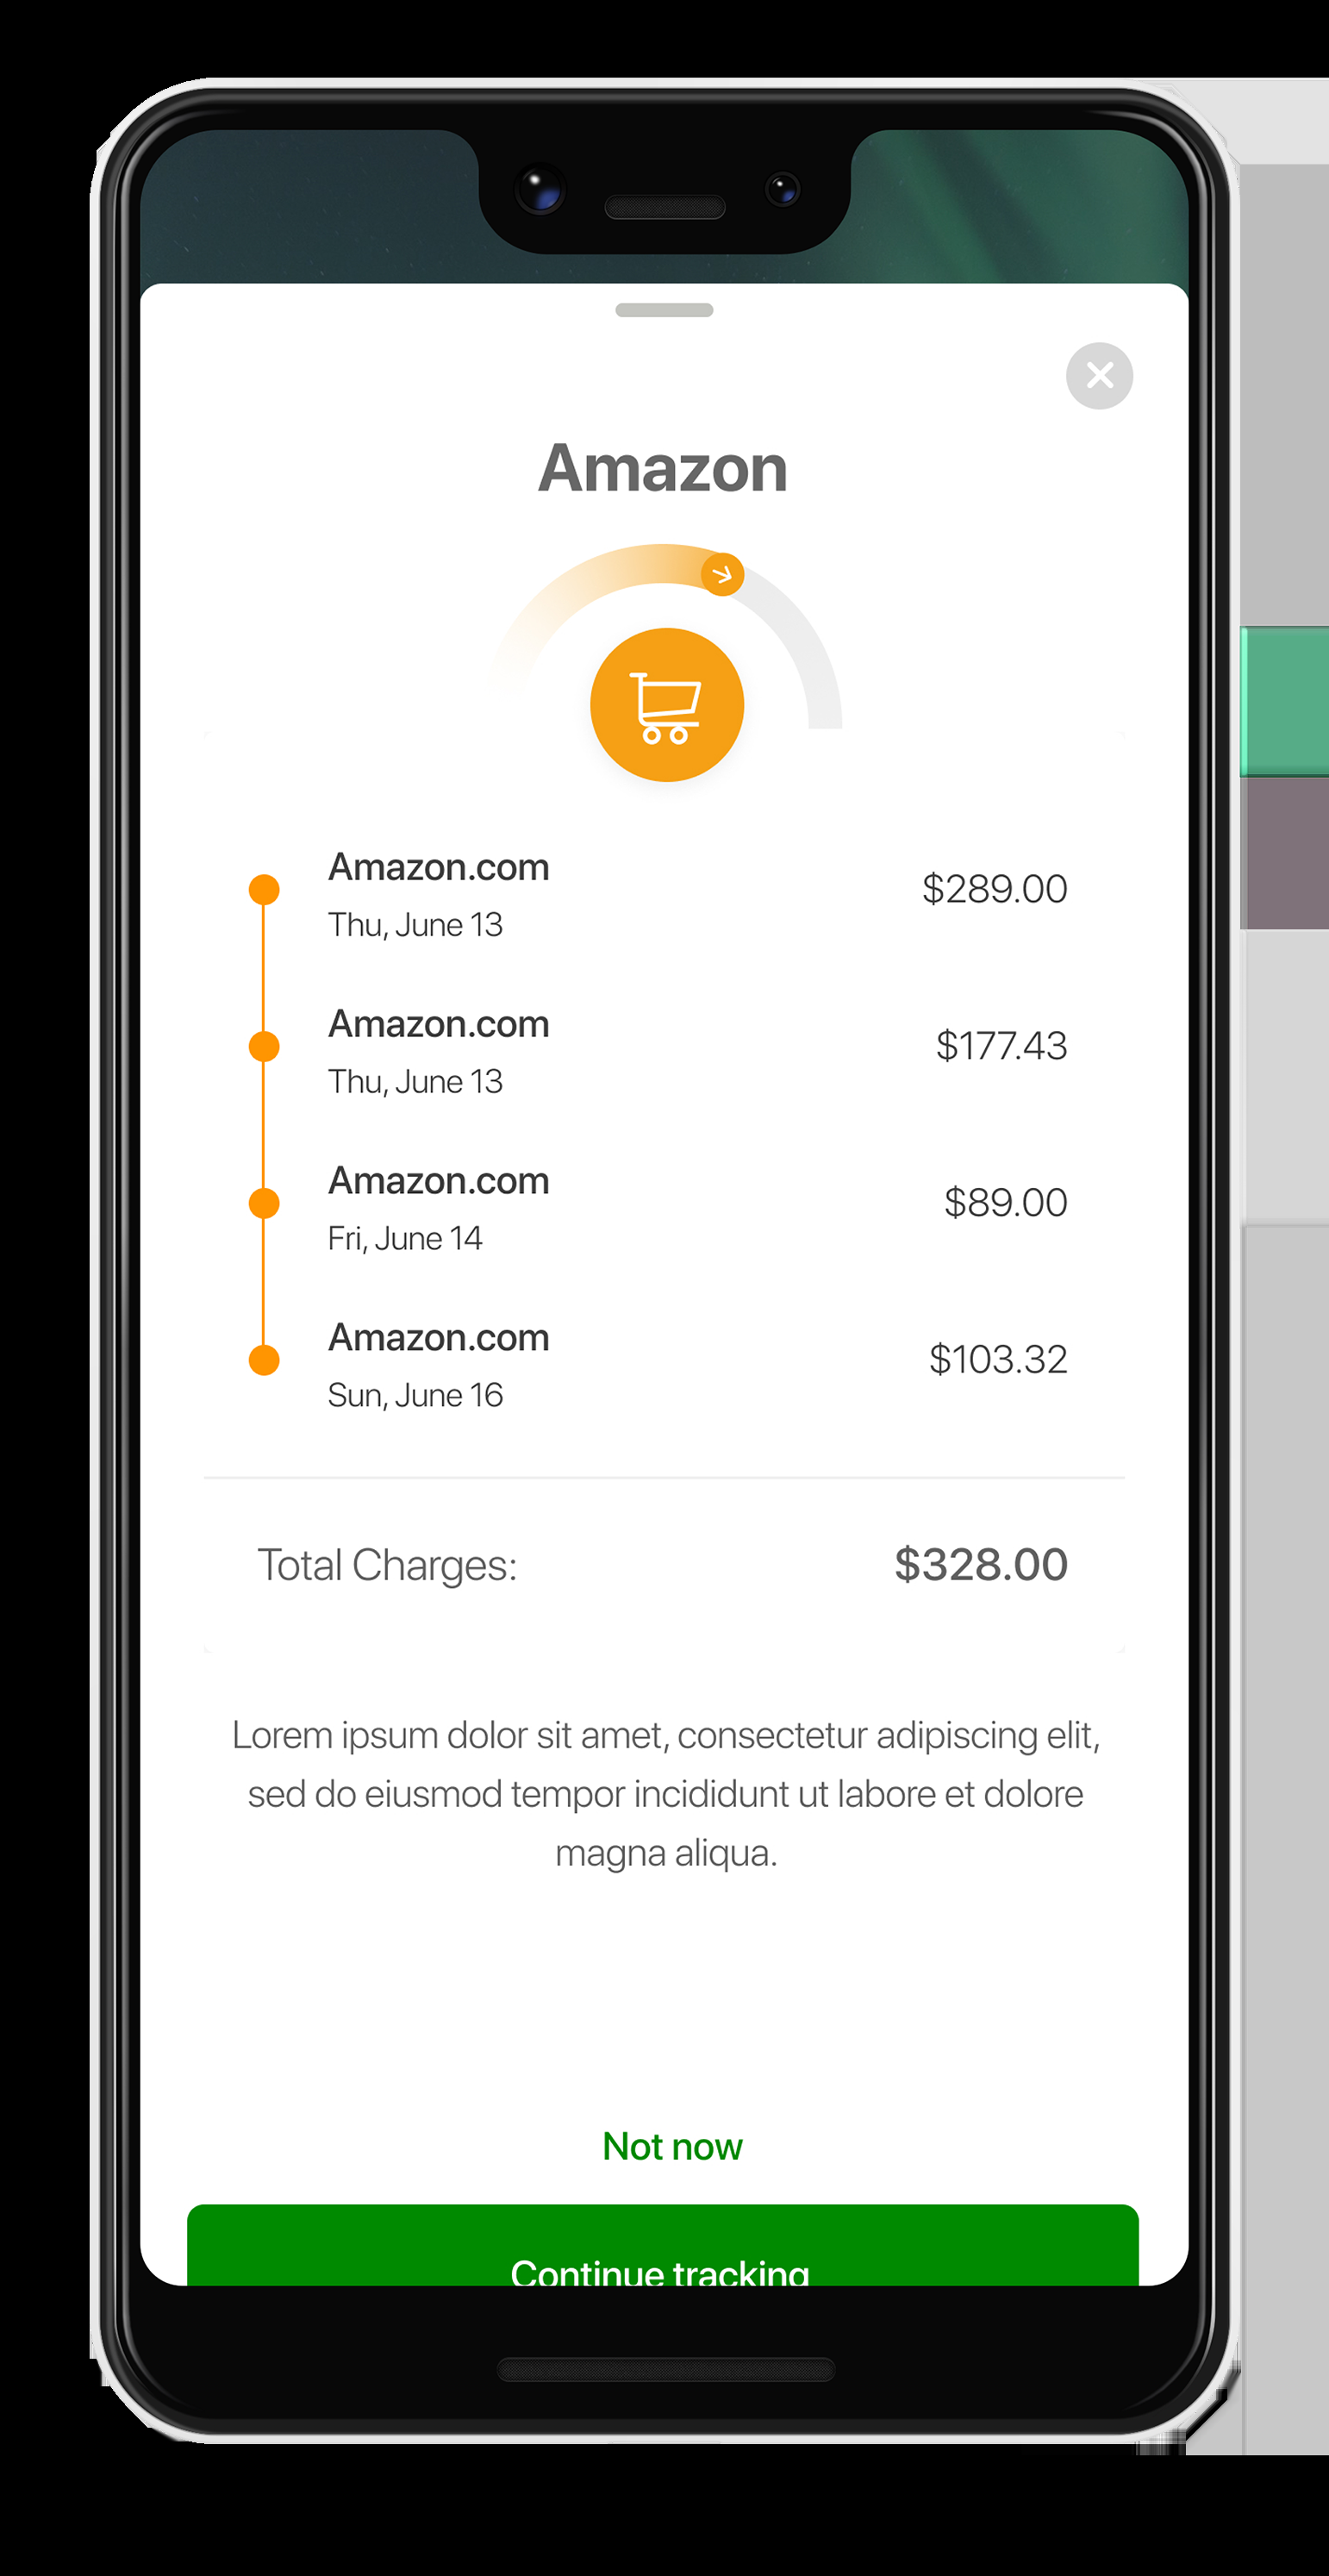 Amazon
Amazon.com
$289.00
Thu, June 13
Amazon.com
$177.43
Thu, June 13
Amazon.com
$89.00
Fri, June 14
Amazon.com
$103.32
Sun, June 16
Total Charges: $328.00
Lorem ipsum dolor sit amet, consectetur adipiscing elit,
sed do eiusmod tempor incididunt ut labore et dolore
magna aliqua.
Not now
Continue tracking